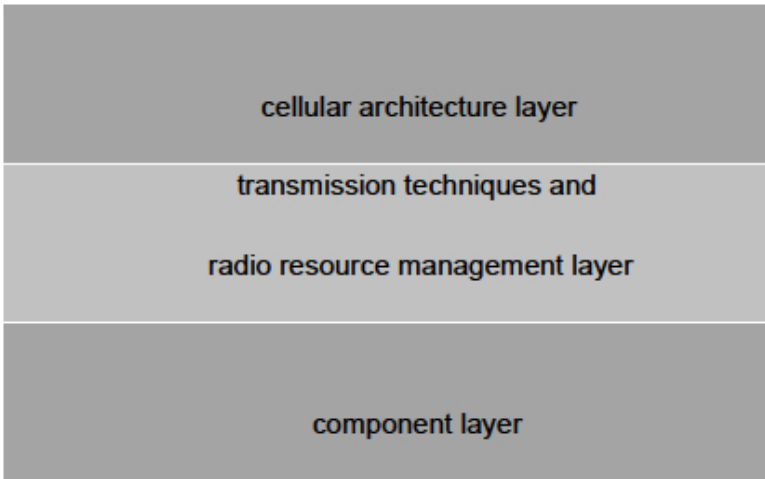 cellular architecture layer
transmission techniques and
radio resource management layer
component layer